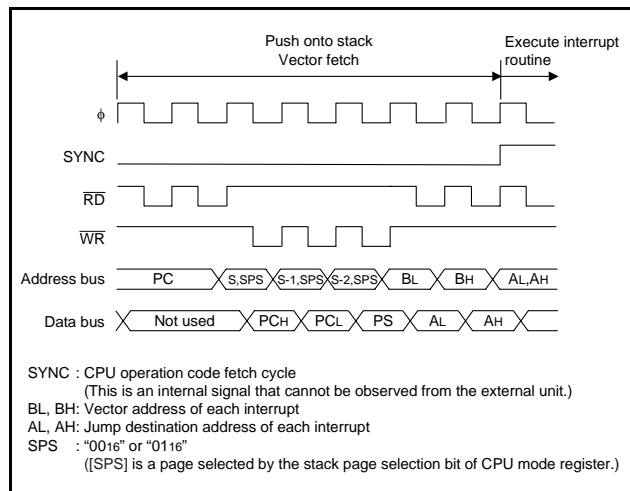 Push onto stack
Vector fetch
Execute interrupt
routine
ϕ
SYNC
RD
WR
Address bus
PC
S,SPS
S-1,SPS
S-2,SPS
BL
BH
AL,AH
Data bus
Not used
PCH
PCL
PS
AL
AH
SYNC : CPU operation code fetch cycle
(This is an internal signal that cannot be observed from the external unit.)
BL, BH: Vector address of each interrupt
AL, AH: Jump destination address of each interrupt
SPS : “0016” or “0116”
([SPS] is a page selected by the stack page selection bit of CPU mode register.)